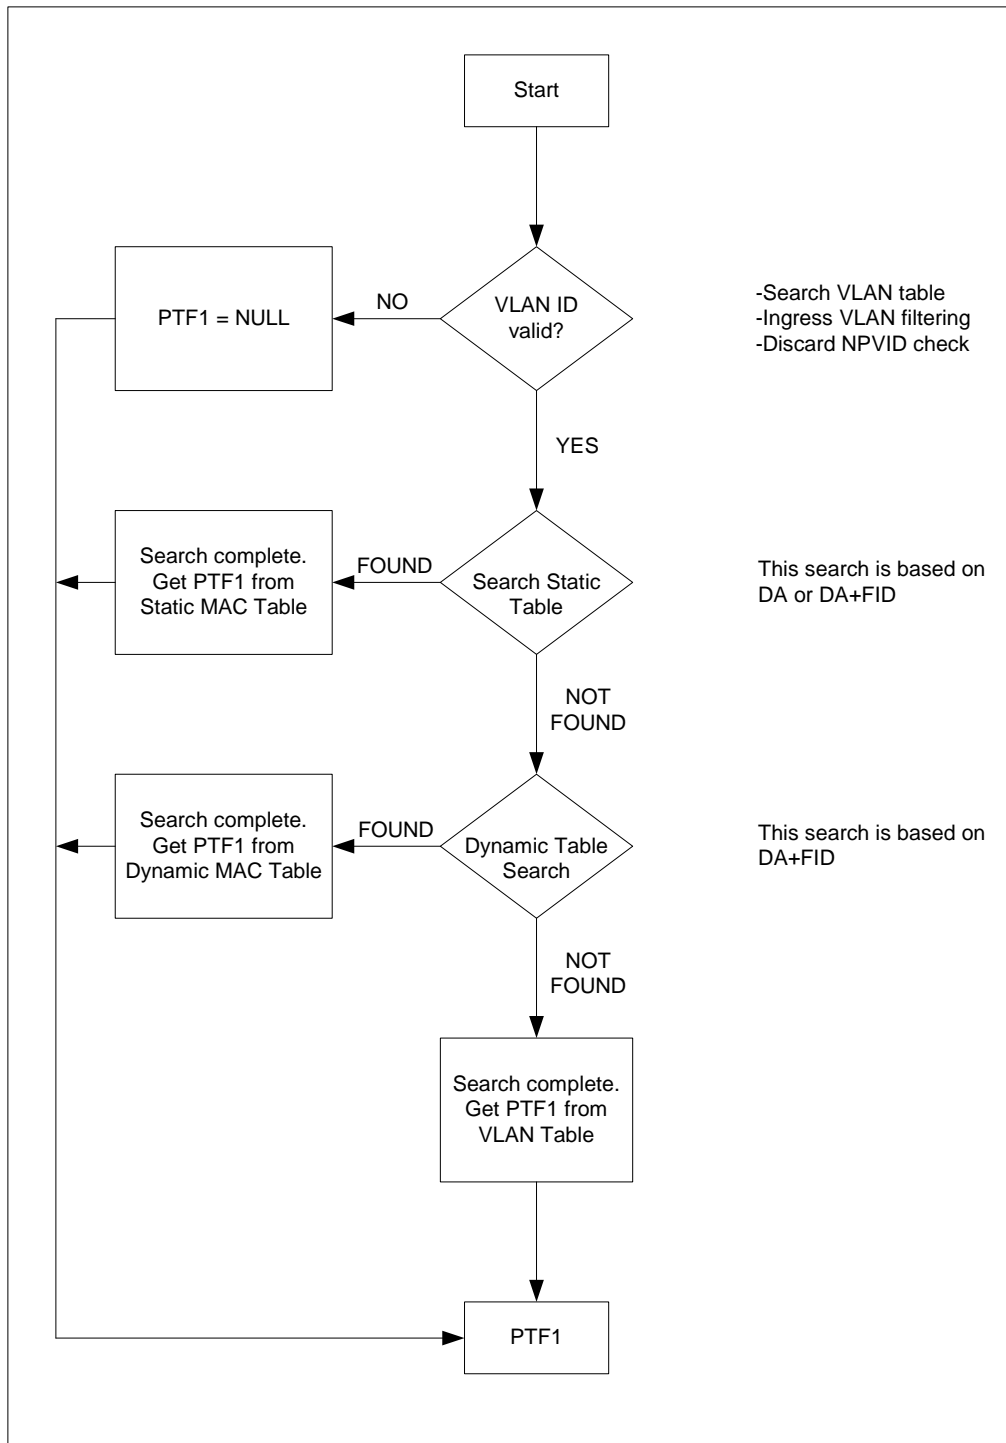 Start
NO
VLAN ID
valid?
PTF1 = NULL
-Search VLAN table
-Ingress VLAN filtering
-Discard NPVID check
YES
Search complete.
Get PTF1 from
Static MAC Table
FOUND
Search Static
Table
This search is based on
DA or DA+FID
NOT
FOUND
Search complete.
Get PTF1 from
Dynamic MAC Table
FOUND
Dynamic Table
Search
This search is based on
DA+FID
NOT
FOUND
Search complete.
Get PTF1 from
VLAN Table
PTF1